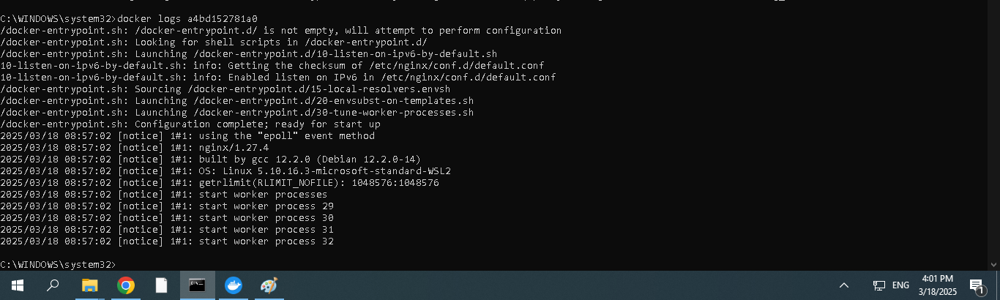 C:\WINDOWS\system32>docker logs a4bd152781a0
/docker-entrypoint.sh: /docker-entrypoint.d/ is not empty, will attempt to perform configuration
/docker-entrypoint.sh: Looking for shell scripts in /docker-entrypoint.d/
/docker-entrypoint.sh: Launching /docker-entrypoint.d/10-listen-on-ipv6-by-default.sh
10-listen-on-ipv6-by-default.sh: info: Getting the checksum of /etc/nginx/conf.d/default.conf
10-listen-on-ipv6-by-default.sh: info: Enabled listen on IPv6 in /etc/nginx/conf.d/default.conf
/docker-entrypoint.sh: Sourcing /docker-entrypoint.d/15-local-resolvers.envsh
/docker-entrypoint.sh: Launching /docker-entrypoint.d/20-envsubst-on-templates.sh
/docker-entrypoint.sh: Launching /docker-entrypoint.d/30-tune-worker-processes.sh
/docker-entrypoint.sh: Configuration complete; ready for start up
2025/03/18 08:57:02 [notice] 1#1: using the "epoll" event method
2025/03/18 08:57:02 [notice] 1#1: nginx/1.27.4
2025/03/18 08:57:02 [notice] 1#1: built by gcc 12.2.0 (Debian 12.2.0-14)
2025/03/18 08:57:02 [notice] 1#1: OS: Linux 5.10.16.3-microsoft-standard-WSL2
2025/03/18 08:57:02 [notice] 1#1: getrlimit(RLIMIT_NOFILE): 1048576:1048576
2025/03/18 08:57:02 [notice] 1#1: start worker processes
2025/03/18 08:57:02 [notice] 1#1: start worker process 29
2025/03/18 08:57:02 [notice] 1#1: start worker process 30
2025/03/18 08:57:02 [notice] 1#1: start worker process 31
2025/03/18 08:57:02 [notice] 1#1: start worker process 32
C:\WINDOWS\system32>
ENG
4:01 PM
3/18/2025
1